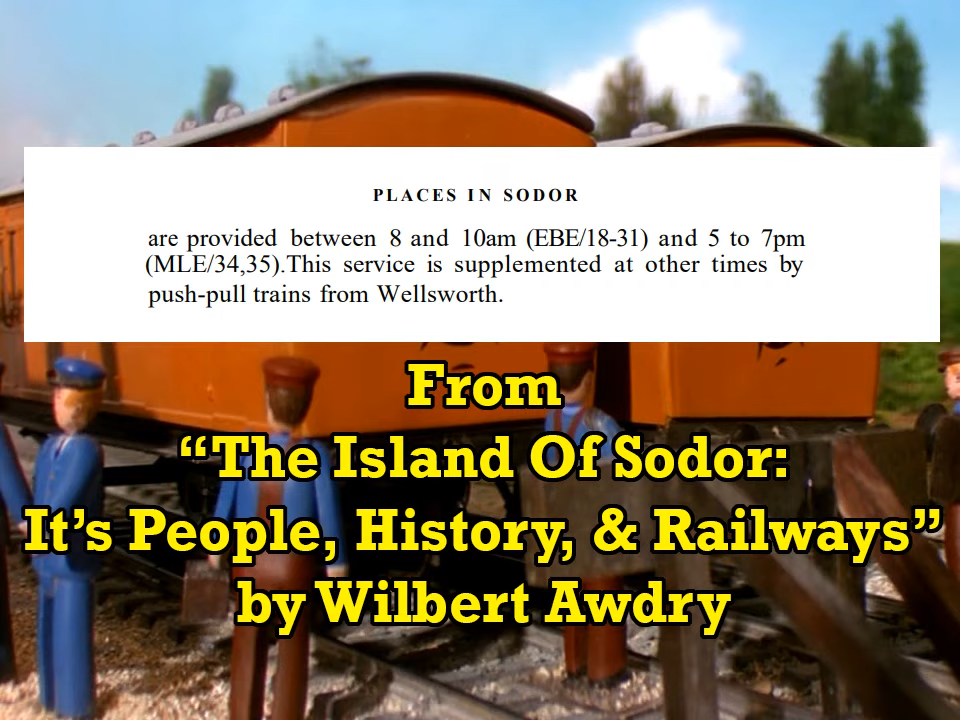 PLACES IN SODOR
are provided between 8 and 10am (EBE/18-31) and 5 to 7pm
(MLE/34,35).This service is supplemented at other times by
push-pull trains from Wellsworth.
From
“The Island Of Sodor:
It’s People, History, & Railways”
by Wilbert Awdry